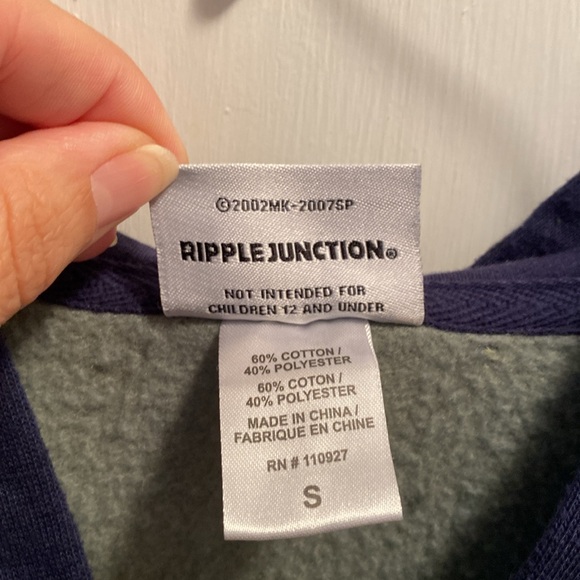 ©2002MK-2007SP
RIPPLE JUNCTION®
NOT INTENDED FOR
CHILDREN 12 AND UNDER
60% COTTON /
40% POLYESTER
60% COTON /
40% POLYESTER
MADE IN CHINA /
FABRIQUE EN CHINE
RN # 110927
S